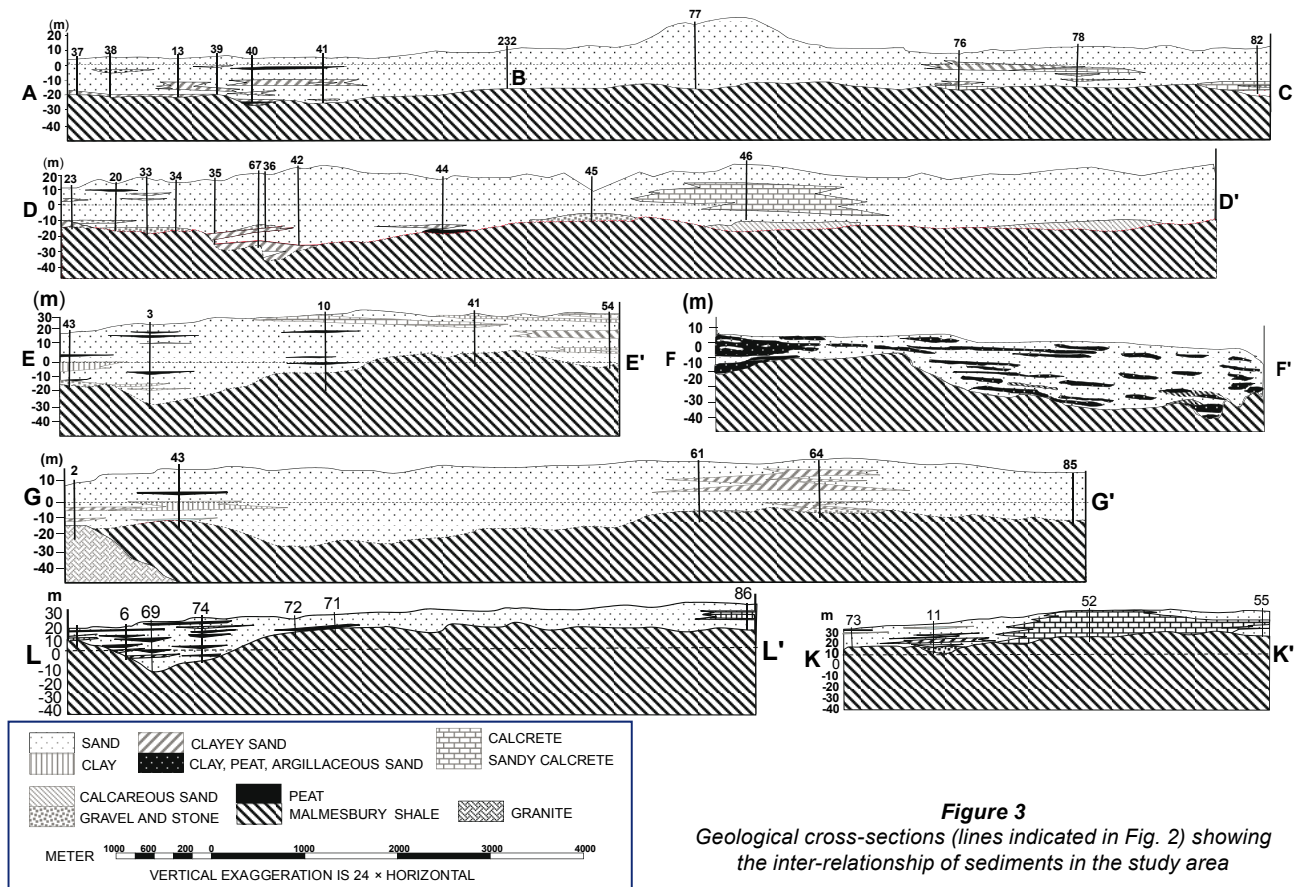 (m)
20
10
0
-10
-20
-30
-40
37
38
13
39
40
41
232
77
76
78
82
A
B
C
(m)
20
10
0
-10
-20
-30
-40
23
20
33
34
35
67
36
42
44
45
46
D
D'
(m)
30
20
10
0
-10
-20
-30
-40
43
3
10
41
54
E
E'
(m)
10
0
-10
-20
-30
-40
F
F'
(m)
10
0
-10
-20
-30
-40
2
43
61
64
85
G
G'
m
30
20
10
0
-10
-20
-30
-40
6
69
74
72
71
86
L
L'
m
30
20
10
0
-10
-20
-30
-40
73
11
52
55
K
K'
SAND
CLAY
CLAYEY SAND
CLAY, PEAT, ARGILLACEOUS SAND
CALCRETE
SANDY CALCRETE
CALCAREOUS SAND
GRAVEL AND STONE
PEAT
MALMESBURY SHALE
GRANITE
METER 1000 600 200 0 1000 2000 3000 4000
VERTICAL EXAGGERATION IS 24 × HORIZONTAL
Figure 3
Geological cross-sections (lines indicated in Fig. 2) showing
the inter-relationship of sediments in the study area